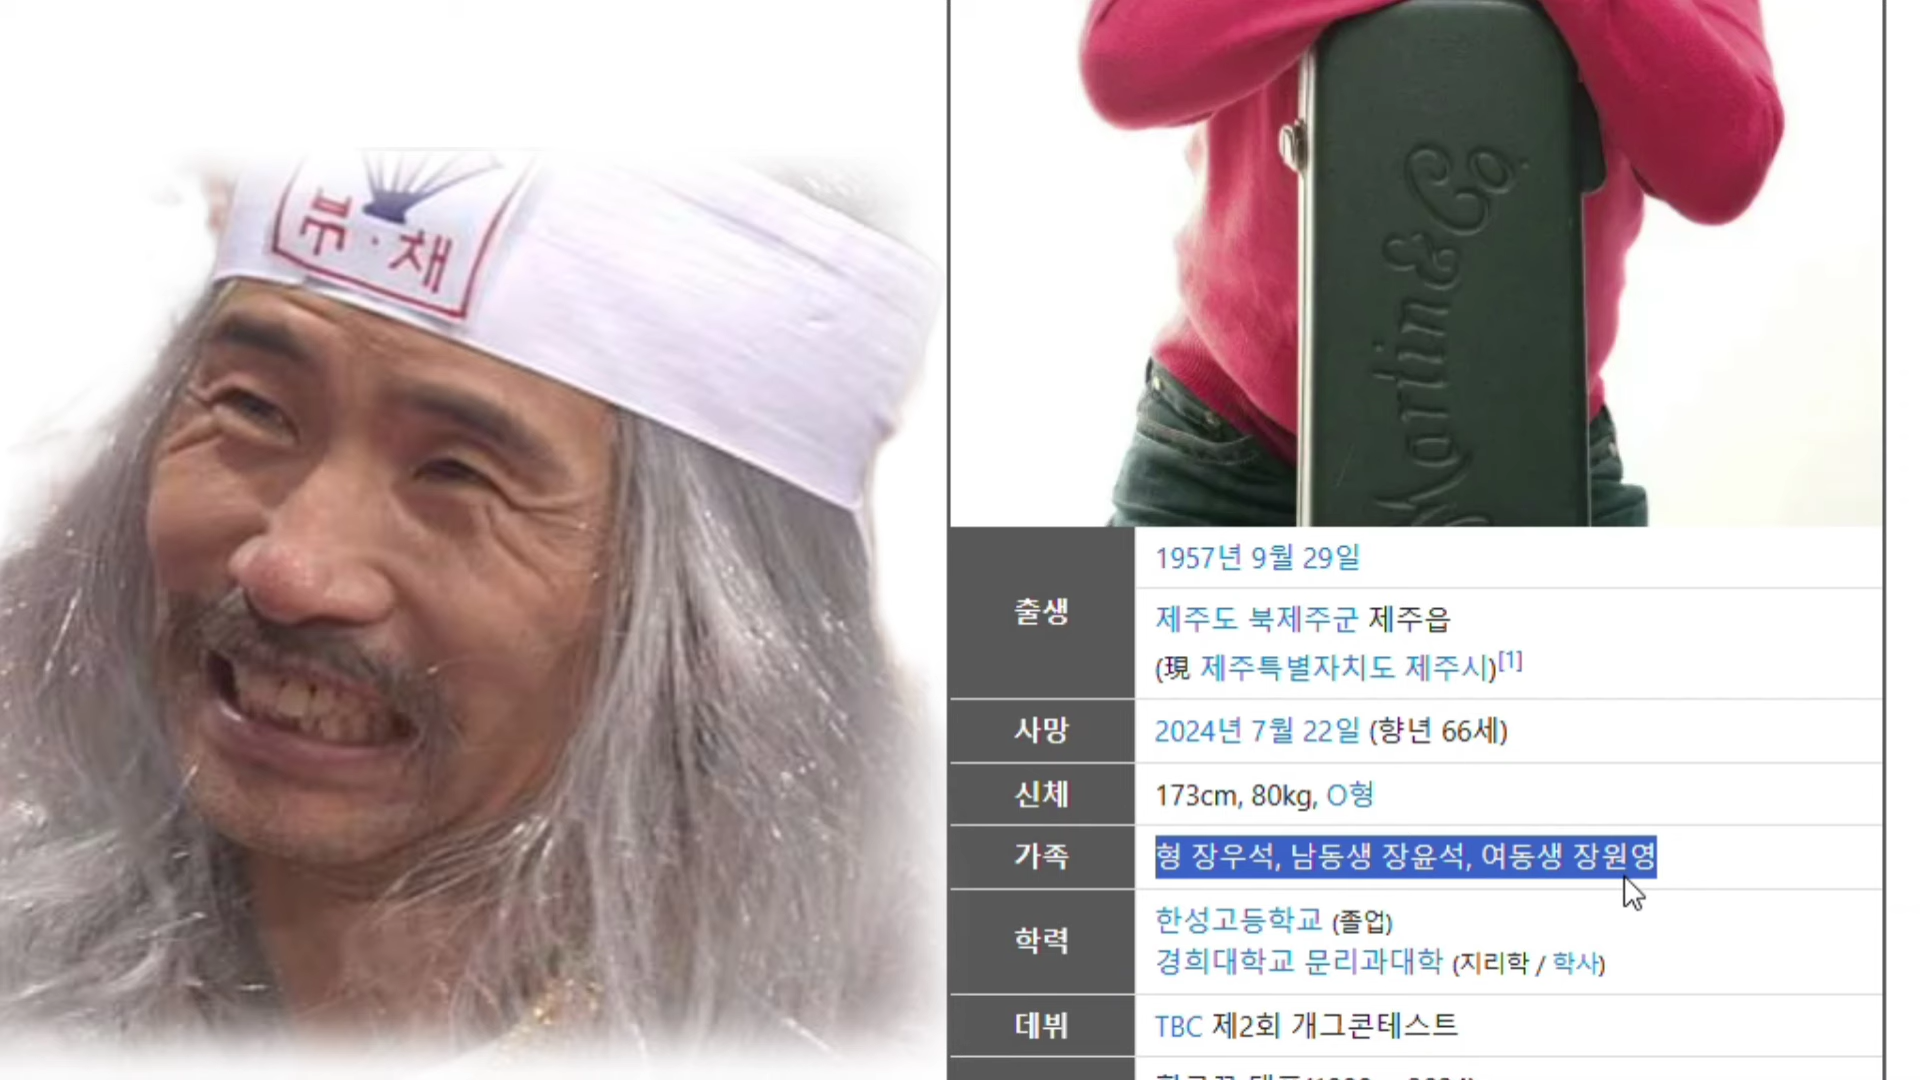 뷰·채
Martin & Co.
출생
1957년 9월 29일
제주도 북제주군 제주읍
(現 제주특별자치도 제주시)[1]
사망
2024년 7월 22일 (향년 66세)
신체
173cm, 80kg, O형
가족
형 장우석, 남동생 장윤석, 여동생 장원영
학력
한성고등학교 (졸업)
경희대학교 문리과대학 (지리학 / 학사)
데뷔
TBC 제2회 개그콘테스트